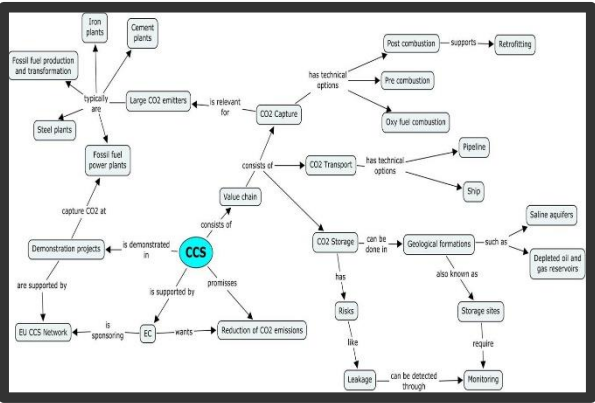 Iron
plants
Cement
plants
Fossil fuel production
and transformation
typically
are
Large CO2 emitters
is relevant
for
CO2 Capture
Steel plants
Fossil fuel
power plants
has technical
options
Post combustion
supports
Retrofitting
Pre combustion
Oxy fuel combustion
consists of
CO2 Transport
has technical
options
Pipeline
Ship
Value chain
capture CO2 at
consists of
Demonstration projects
is demonstrated
in
CCS
CO2 Storage
can be
done in
Geological formations
such as
Saline aquifers
Depleted oil and
gas reservoirs
are supported by
is supported by
promisses
has
also known as
EU CCS Network
is
sponsoring
EC
wants
Reduction of CO2 emissions
Risks
Storage sites
like
require
Leakage
can be detected
through
Monitoring